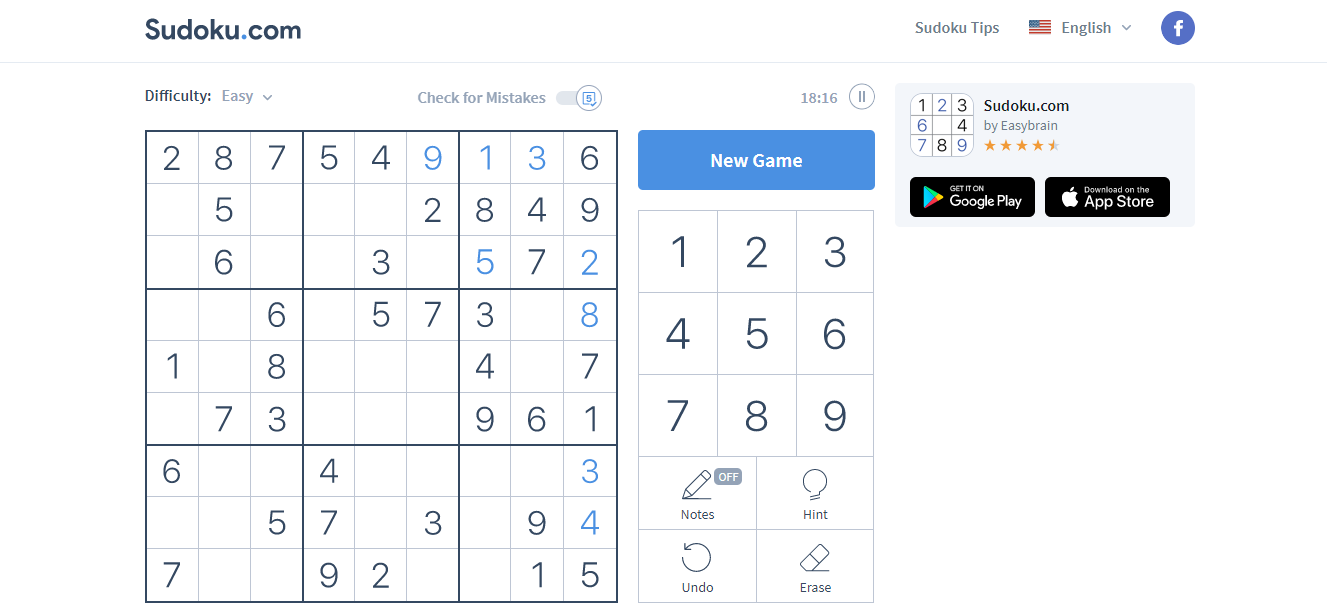 Sudoku.com
Sudoku Tips
English
f
Difficulty: Easy
Check for Mistakes
5
18:16
2 8 7 5 4 9 1 3 6
5 2 8 4 9
6 3 5 7 2
6 5 7 3 8
1 8 4 7
7 3 9 6 1
6 4 3
5 7 3 9 4
7 9 2 1 5
New Game
1 2 3
4 5 6
7 8 9
OFF
Notes
Hint
Undo
Erase
1 2 3
6 4
7 8 9
Sudoku.com
by Easybrain
GET IT ON
Google Play
Download on the
App Store